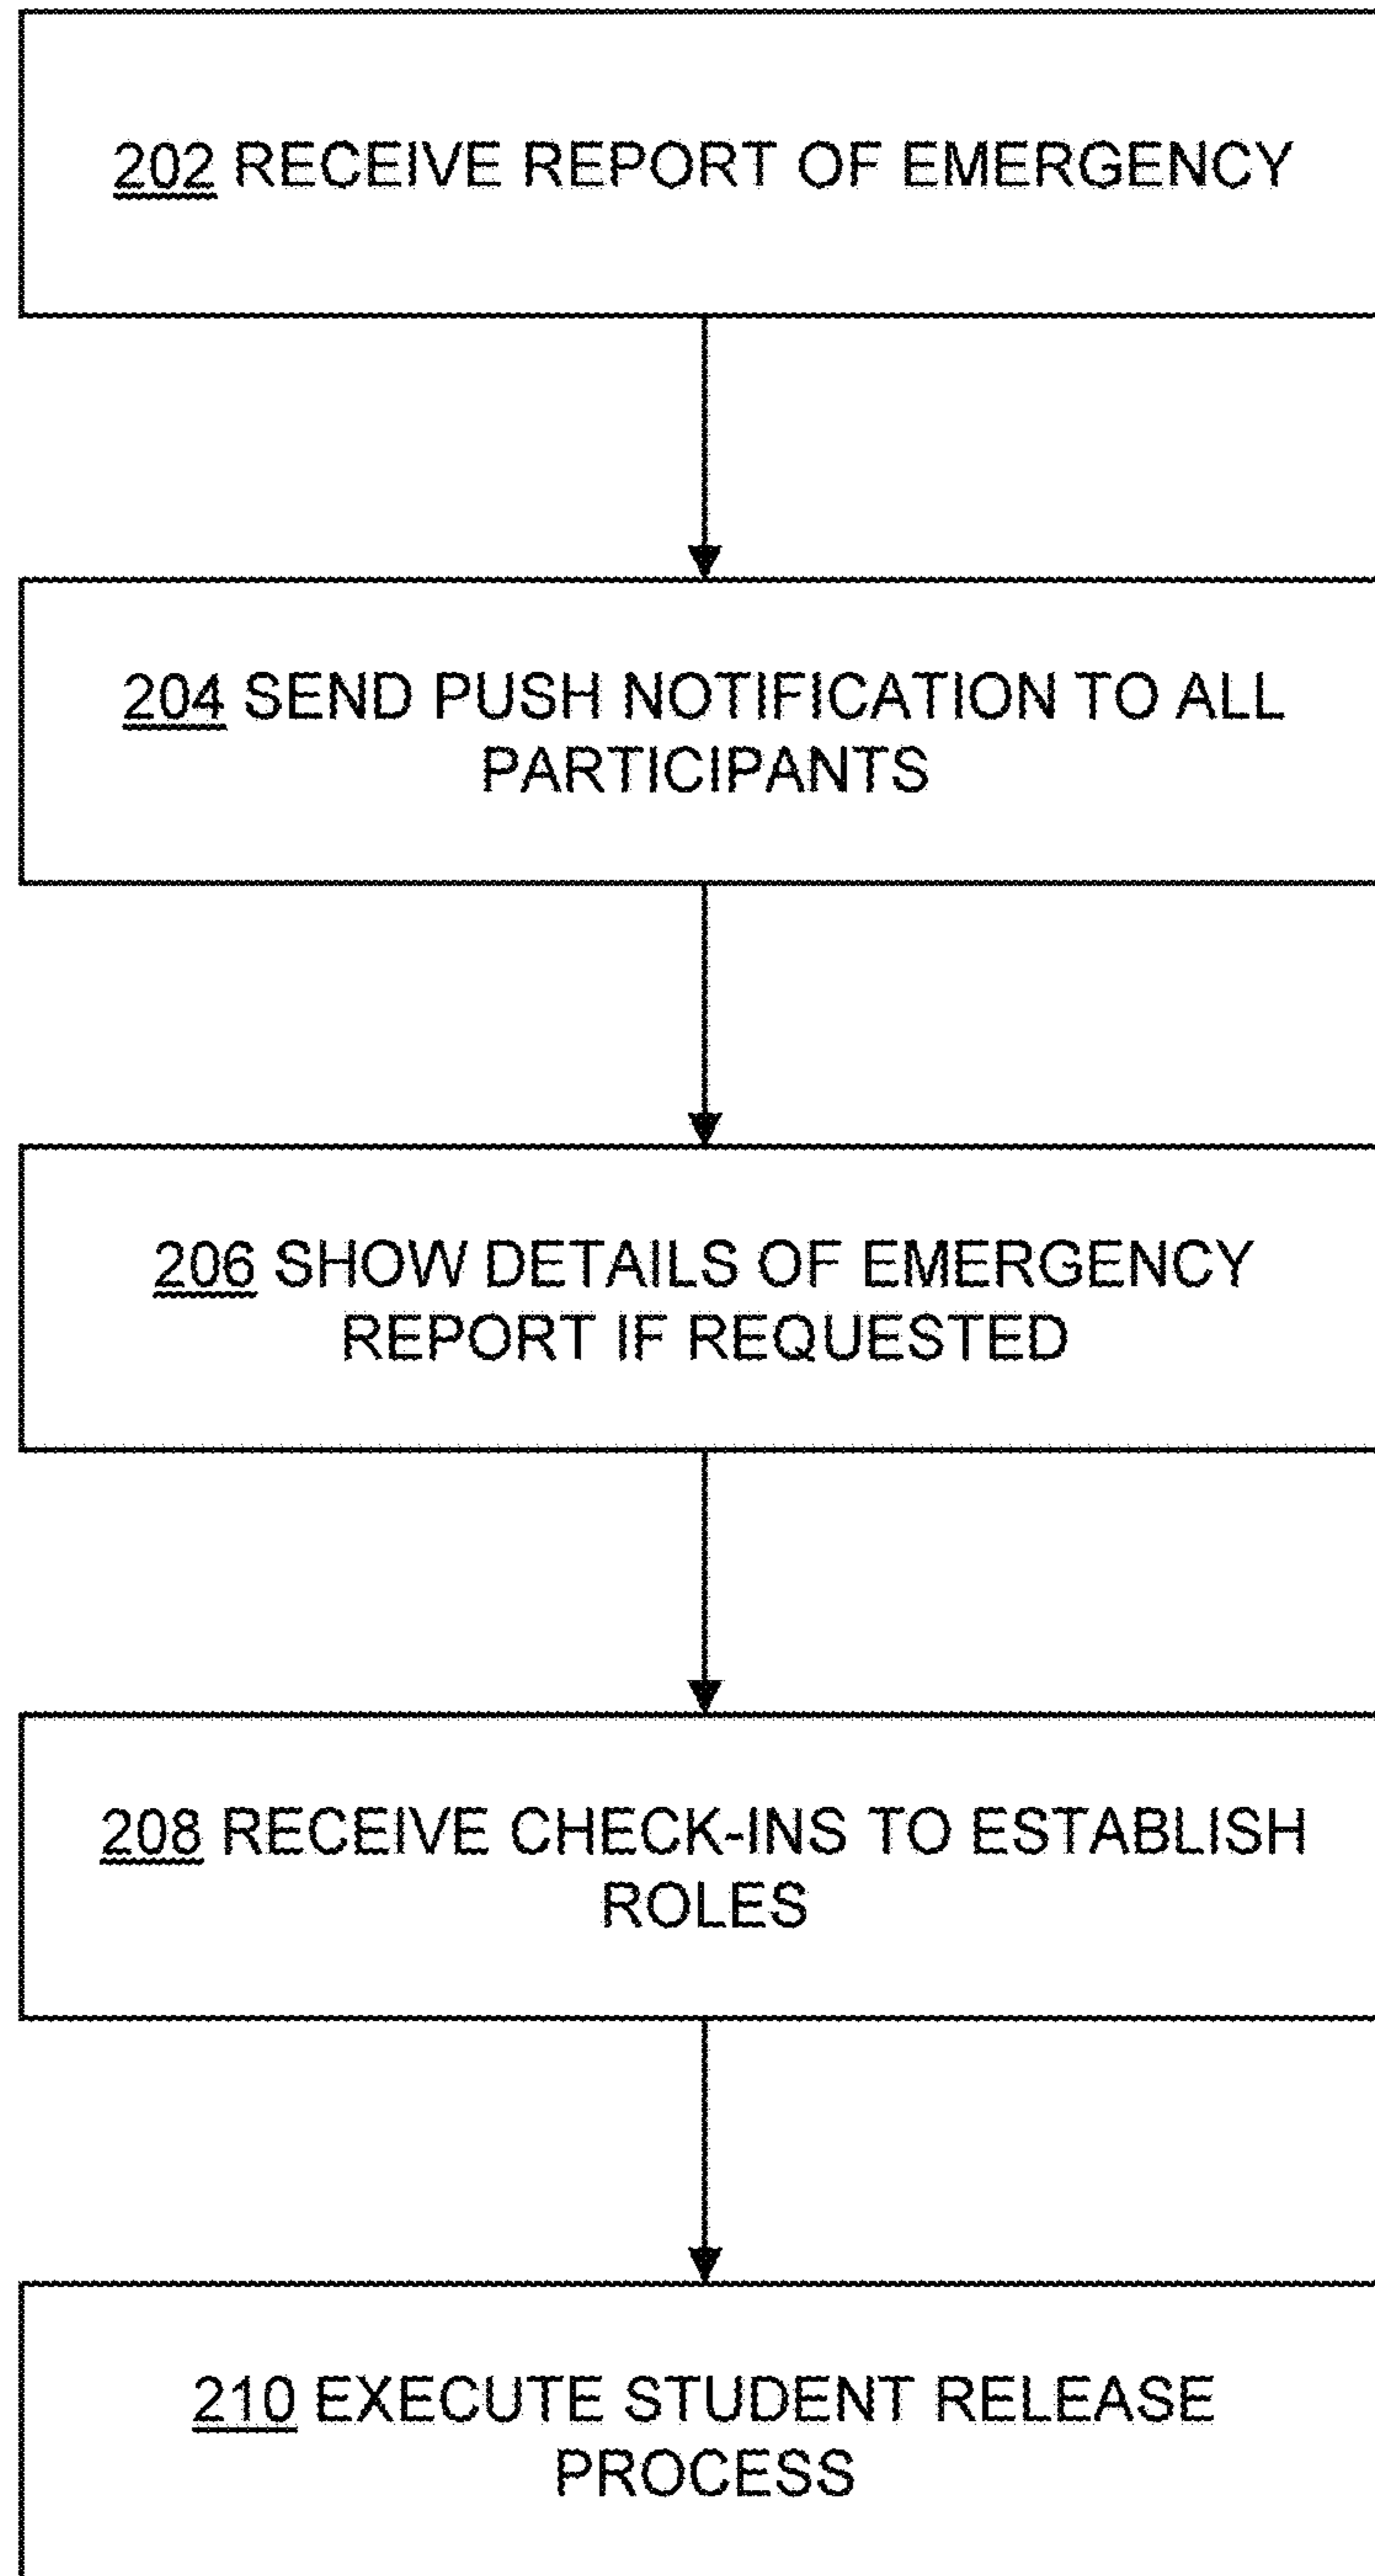 202 RECEIVE REPORT OF EMERGENCY
204 SEND PUSH NOTIFICATION TO ALL
PARTICIPANTS
206 SHOW DETAILS OF EMERGENCY
REPORT IF REQUESTED
208 RECEIVE CHECK-INS TO ESTABLISH
ROLES
210 EXECUTE STUDENT RELEASE
PROCESS